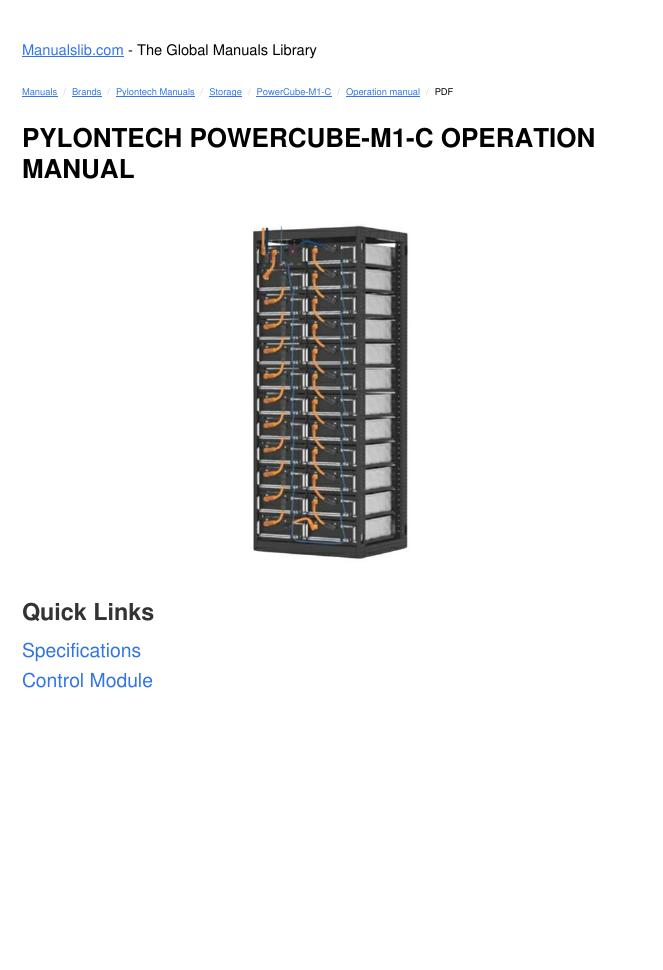 Manualslib.com - The Global Manuals Library
Manuals / Brands / Pylontech Manuals / Storage / PowerCube-M1-C / Operation manual / PDF
PYLONTECH POWERCUBE-M1-C OPERATION
MANUAL
Quick Links
Specifications
Control Module